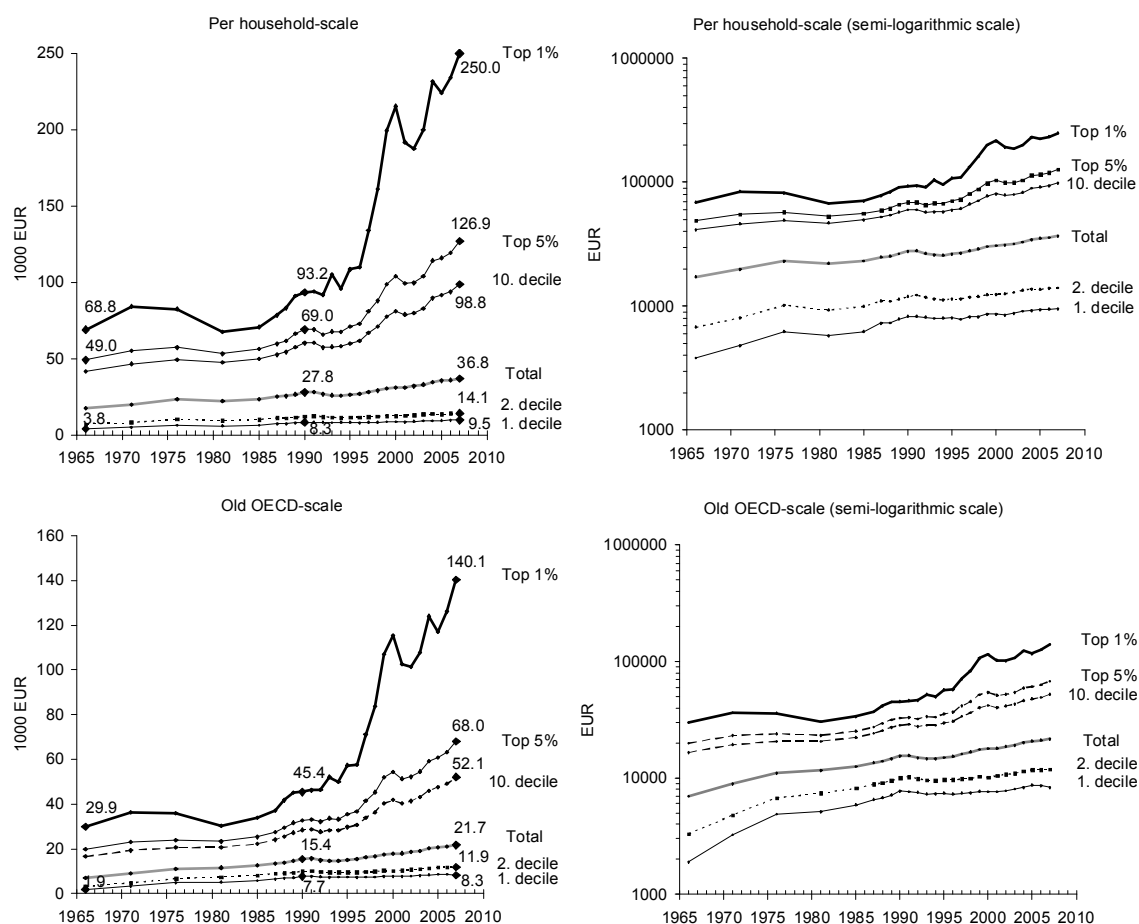 Per household-scale
250
200
150
100
50
0
1000 EUR
Top 1%
250.0
126.9
Top 5%
10. decile
98.8
93.2
68.8
69.0
49.0
36.8
Total
27.8
14.1
2. decile
3.8
8.3
9.5
1. decile
1965 1970 1975 1980 1985 1990 1995 2000 2005 2010
Per household-scale (semi-logarithmic scale)
1000000
100000
10000
1000
EUR
Top 1%
Top 5%
10. decile
Total
2. decile
1. decile
1965 1970 1975 1980 1985 1990 1995 2000 2005 2010
Old OECD-scale
160
140
120
100
80
60
40
20
0
1000 EUR
140.1
Top 1%
68.0
Top 5%
52.1
10. decile
45.4
29.9
21.7
Total
15.4
11.9
2. decile
1.9
7.7
8.3
1. decile
1965 1970 1975 1980 1985 1990 1995 2000 2005 2010
Old OECD-scale (semi-logarithmic scale)
1000000
100000
10000
1000
EUR
Top 1%
Top 5%
10. decile
Total
2. decile
1. decile
1965 1970 1975 1980 1985 1990 1995 2000 2005 2010